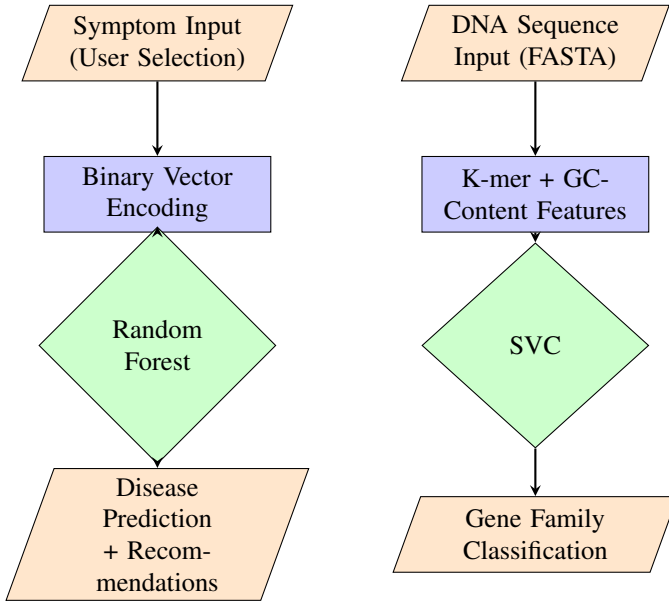 Symptom Input
(User Selection)
Binary Vector
Encoding
Random
Forest
Disease
Prediction
+ Recom-
mendations
DNA Sequence
Input (FASTA)
K-mer + GC-
Content Features
SVC
Gene Family
Classification